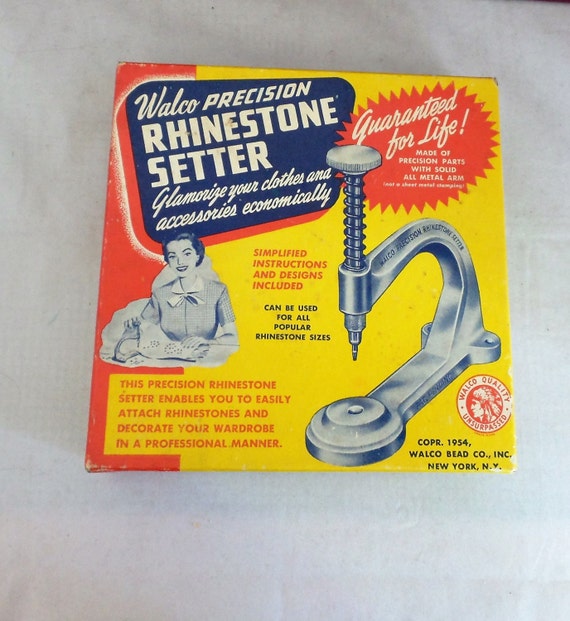 Walco PRECISION
RHINESTONE
SETTER
Glamorize your clothes and
accessories economically
Guaranteed
for Life!
MADE OF
PRECISION PARTS
WITH SOLID
ALL METAL ARM
(not a sheet metal stamping)
WALCO PRECISION RHINESTONE SETTER
SIMPLIFIED
INSTRUCTIONS
AND DESIGNS
INCLUDED
CAN BE USED
FOR ALL
POPULAR
RHINESTONE SIZES
THIS PRECISION RHINESTONE
SETTER ENABLES YOU TO EASILY
ATTACH RHINESTONES AND
DECORATE YOUR WARDROBE
IN A PROFESSIONAL MANNER.
WALCO QUALITY
UNSURPASSED
COPR. 1954,
WALCO BEAD CO., INC.
NEW YORK, N.Y.